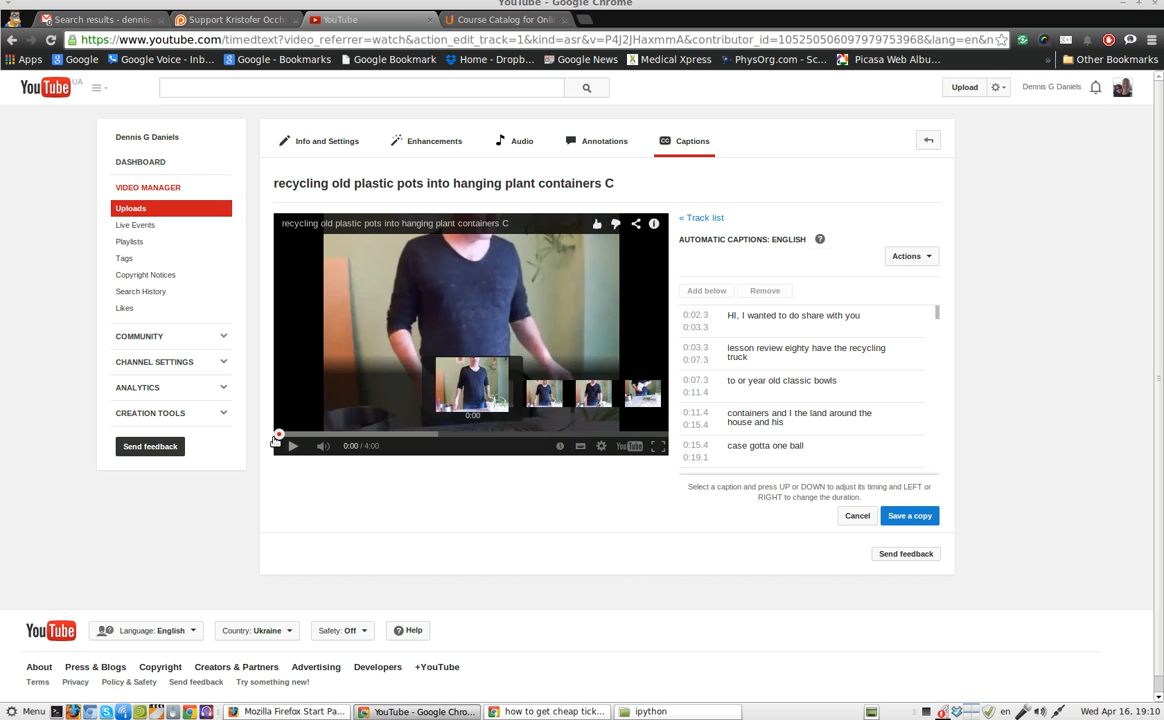 YouTube - Google Chrome
Search results - dennis
Support Kristofer Occh
YouTube
Course Catalog for Onli
https://www.youtube.com/timedtext?video_referrer=watch&action_edit_track=1&kind=asr&v=P4J2JHaxmmA&contributor_id=105250506097979753968&lang=en&n
Apps Google Google Voice - Inb... Google - Bookmarks Google Bookmark Home - Dropb... Google News Medical Xpress PhysOrg.com - Sc... Picasa Web Albu... » Other Bookmarks
YouTube UA
Upload
Dennis G Daniels
Dennis G Daniels
DASHBOARD
VIDEO MANAGER
Uploads
Live Events
Playlists
Tags
Copyright Notices
Search History
Likes
COMMUNITY
CHANNEL SETTINGS
ANALYTICS
CREATION TOOLS
Send feedback
Info and Settings Enhancements Audio Annotations CC Captions
recycling old plastic pots into hanging plant containers C
recycling old plastic pots into hanging plant containers C
0:00
0:00 / 4:00
YouTube
« Track list
AUTOMATIC CAPTIONS: ENGLISH ?
Actions
Add below Remove
0:02.3 HI, I wanted to do share with you
0:03.3
0:03.3 lesson review eighty have the recycling
0:07.3 truck
0:07.3 to or year old classic bowls
0:11.4
0:11.4 containers and I the land around the
0:15.4 house and his
0:15.4 case gotta one ball
0:19.1
Select a caption and press UP or DOWN to adjust its timing and LEFT or
RIGHT to change the duration.
Cancel Save a copy
Send feedback
YouTube Language: English Country: Ukraine Safety: Off Help
About Press & Blogs Copyright Creators & Partners Advertising Developers +YouTube
Terms Privacy Policy & Safety Send feedback Try something new!
Menu Mozilla Firefox Start Pa... YouTube - Google Chro... how to get cheap tick... ipython en Wed Apr 16, 19:10